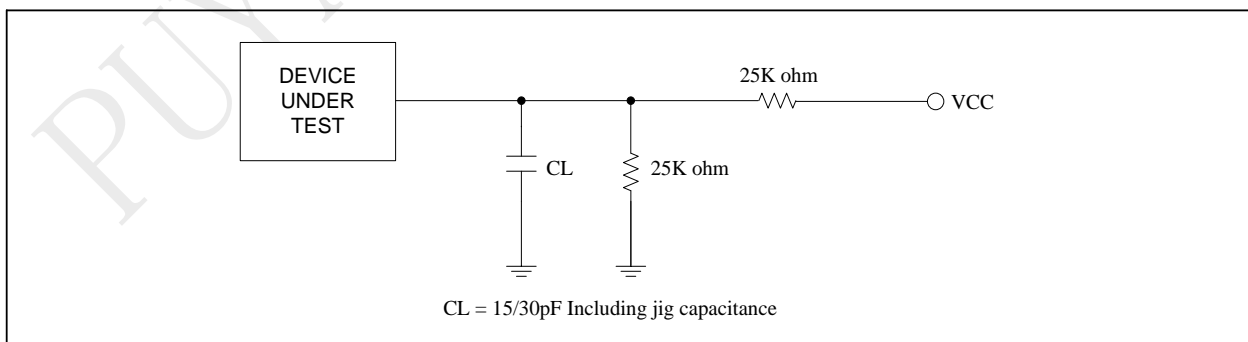 DEVICE
UNDER
TEST
25K ohm
VCC
CL
25K ohm
CL = 15/30pF Including jig capacitance